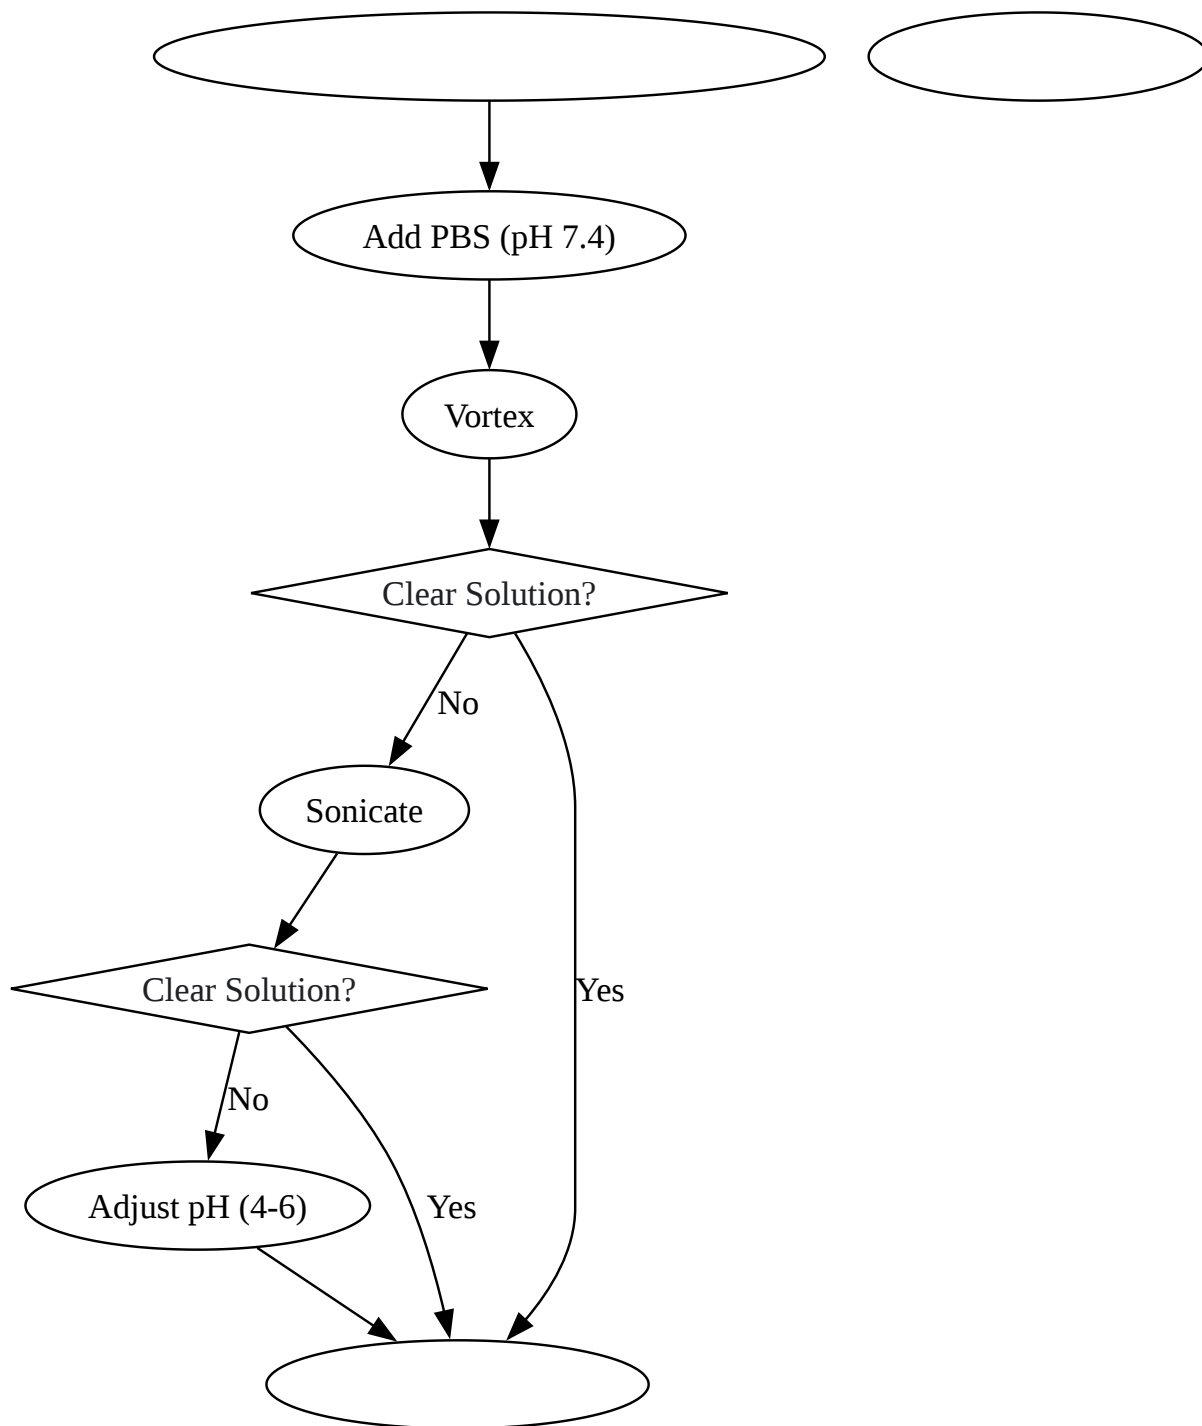 Add PBS (pH 7.4)
Vortex
Clear Solution?
No
Sonicate
Clear Solution?
Yes
No
Adjust pH (4-6)
Yes